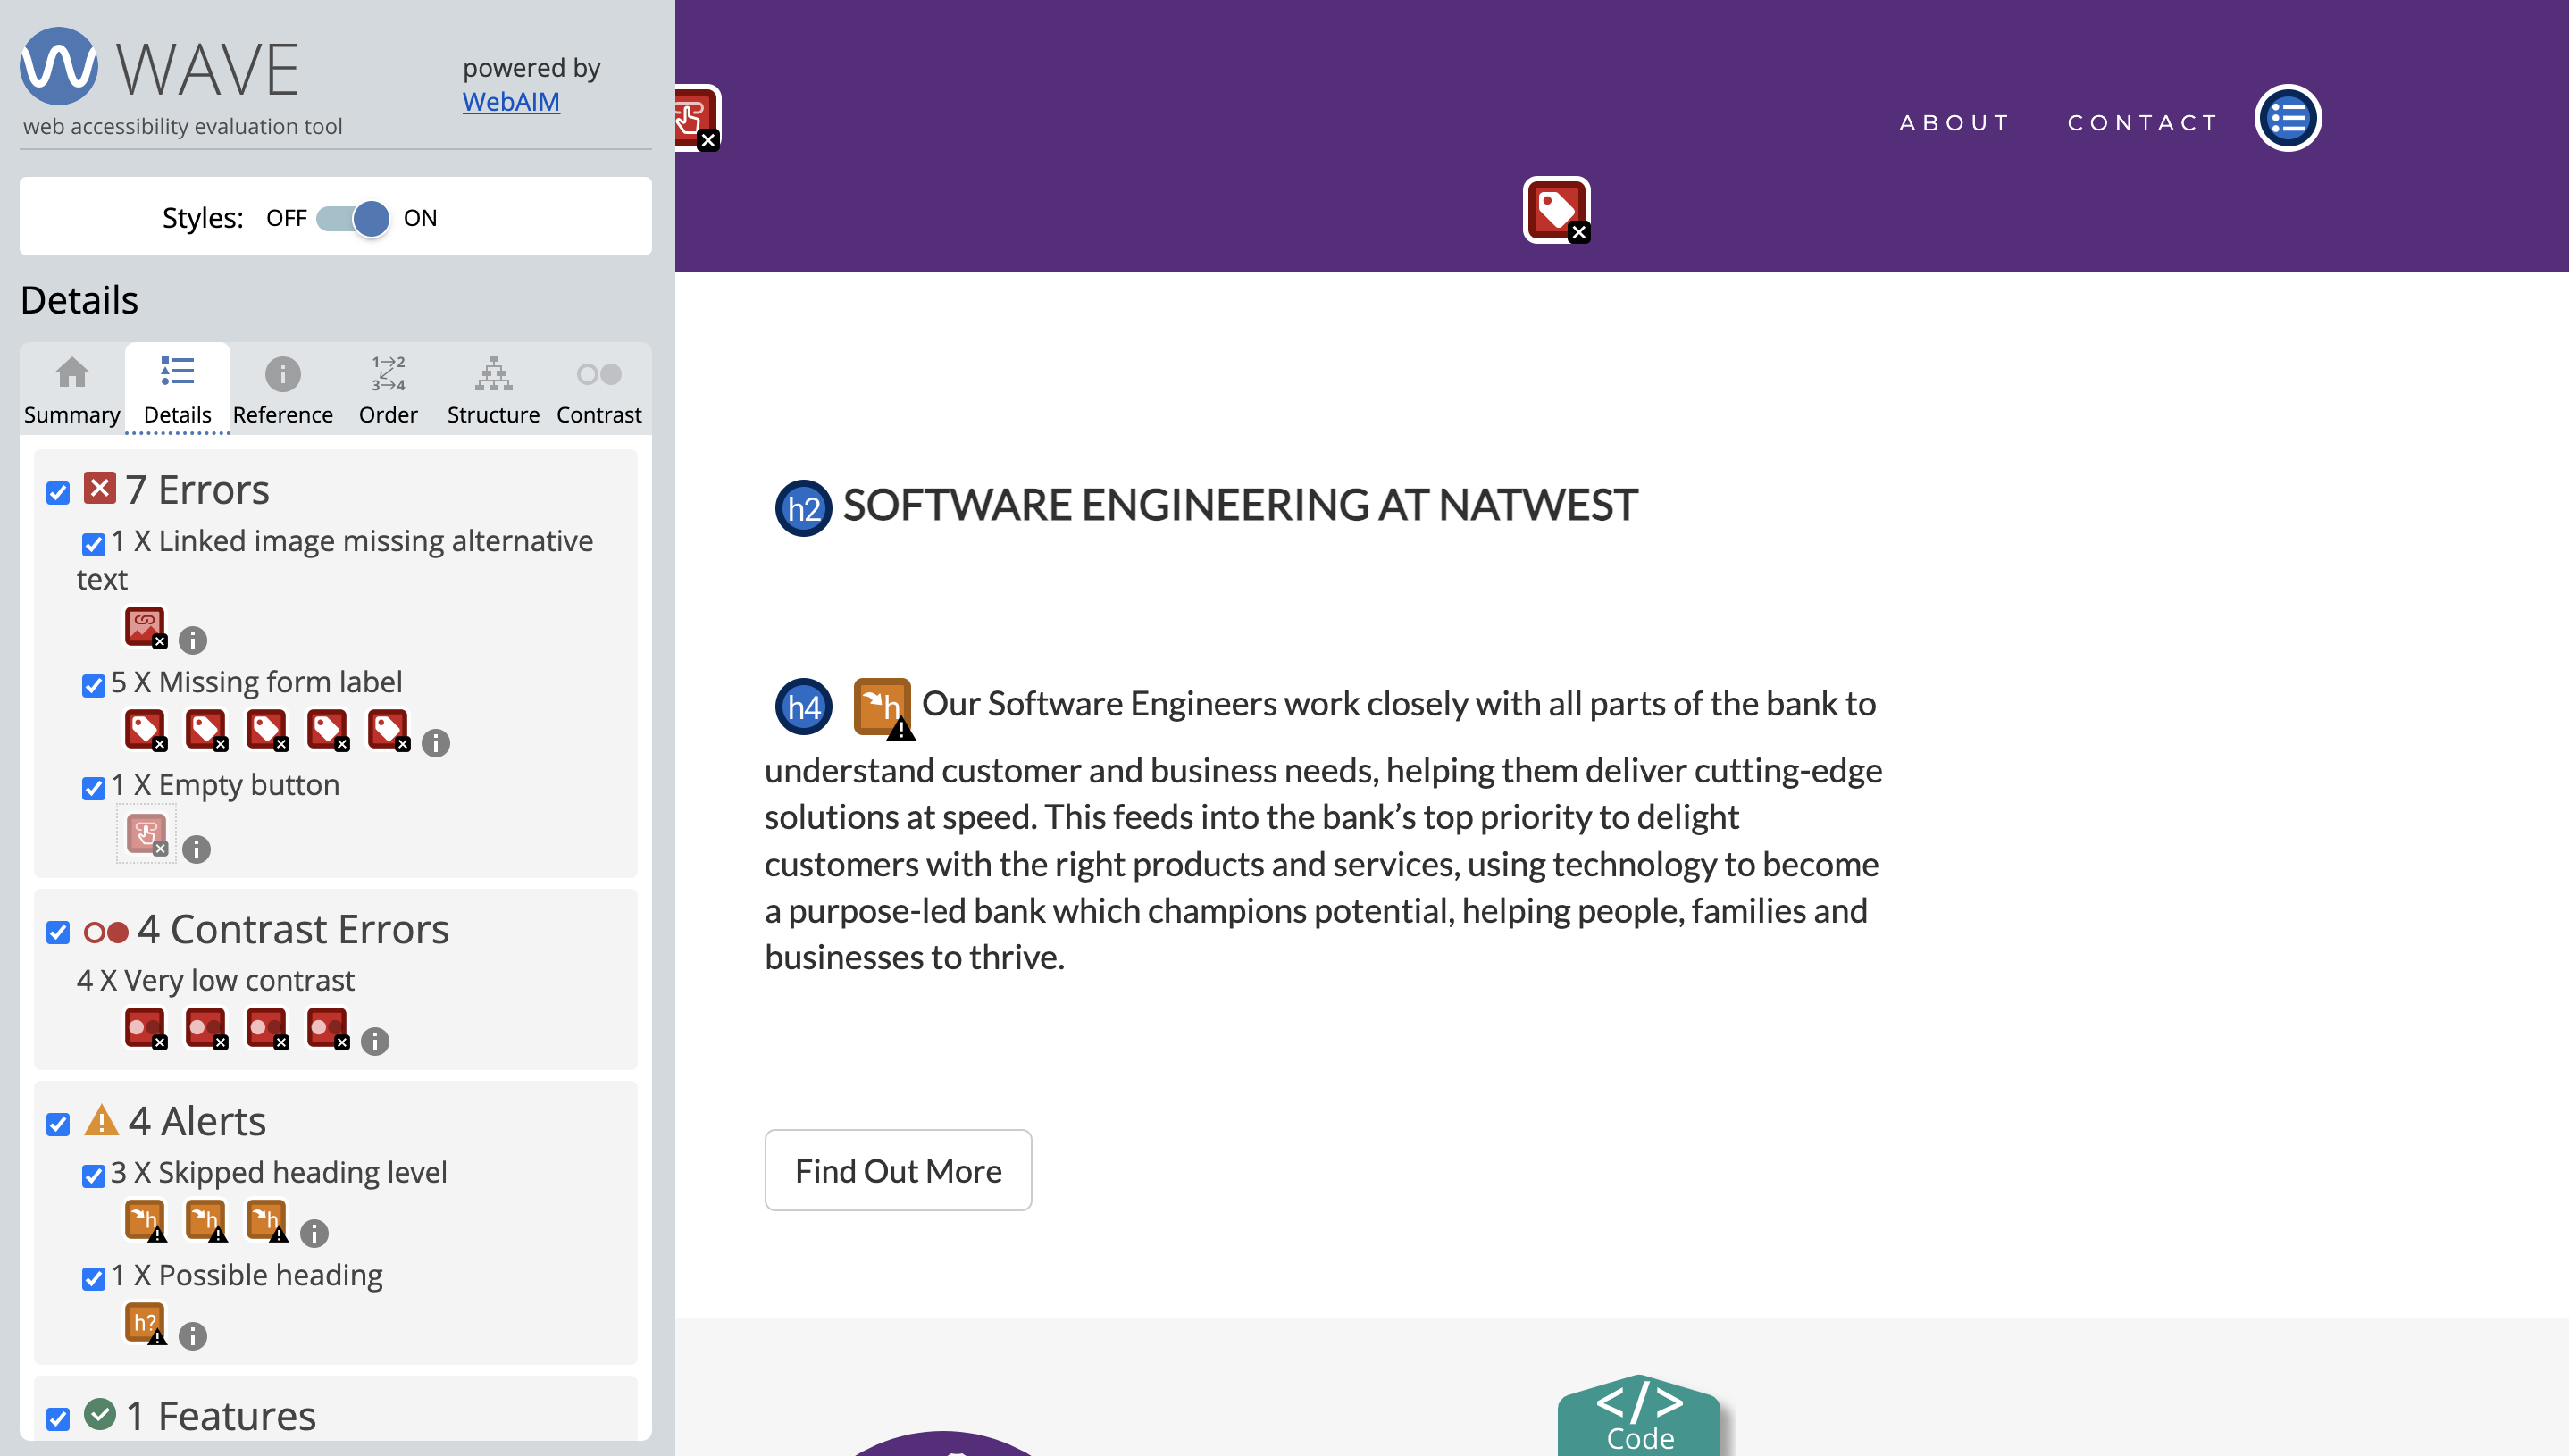 WAVE
powered by
WebAIM
web accessibility evaluation tool
Styles: OFF ON
Details
Summary Details Reference Order Structure Contrast
1→2
3→4
7 Errors
1 X Linked image missing alternative
text
5 X Missing form label
1 X Empty button
4 Contrast Errors
4 X Very low contrast
4 Alerts
3 X Skipped heading level
h h h
1 X Possible heading
h?
1 Features
ABOUT CONTACT
h2 SOFTWARE ENGINEERING AT NATWEST
h4 h Our Software Engineers work closely with all parts of the bank to
understand customer and business needs, helping them deliver cutting-edge
solutions at speed. This feeds into the bank’s top priority to delight
customers with the right products and services, using technology to become
a purpose-led bank which champions potential, helping people, families and
businesses to thrive.
Find Out More
</>
Code